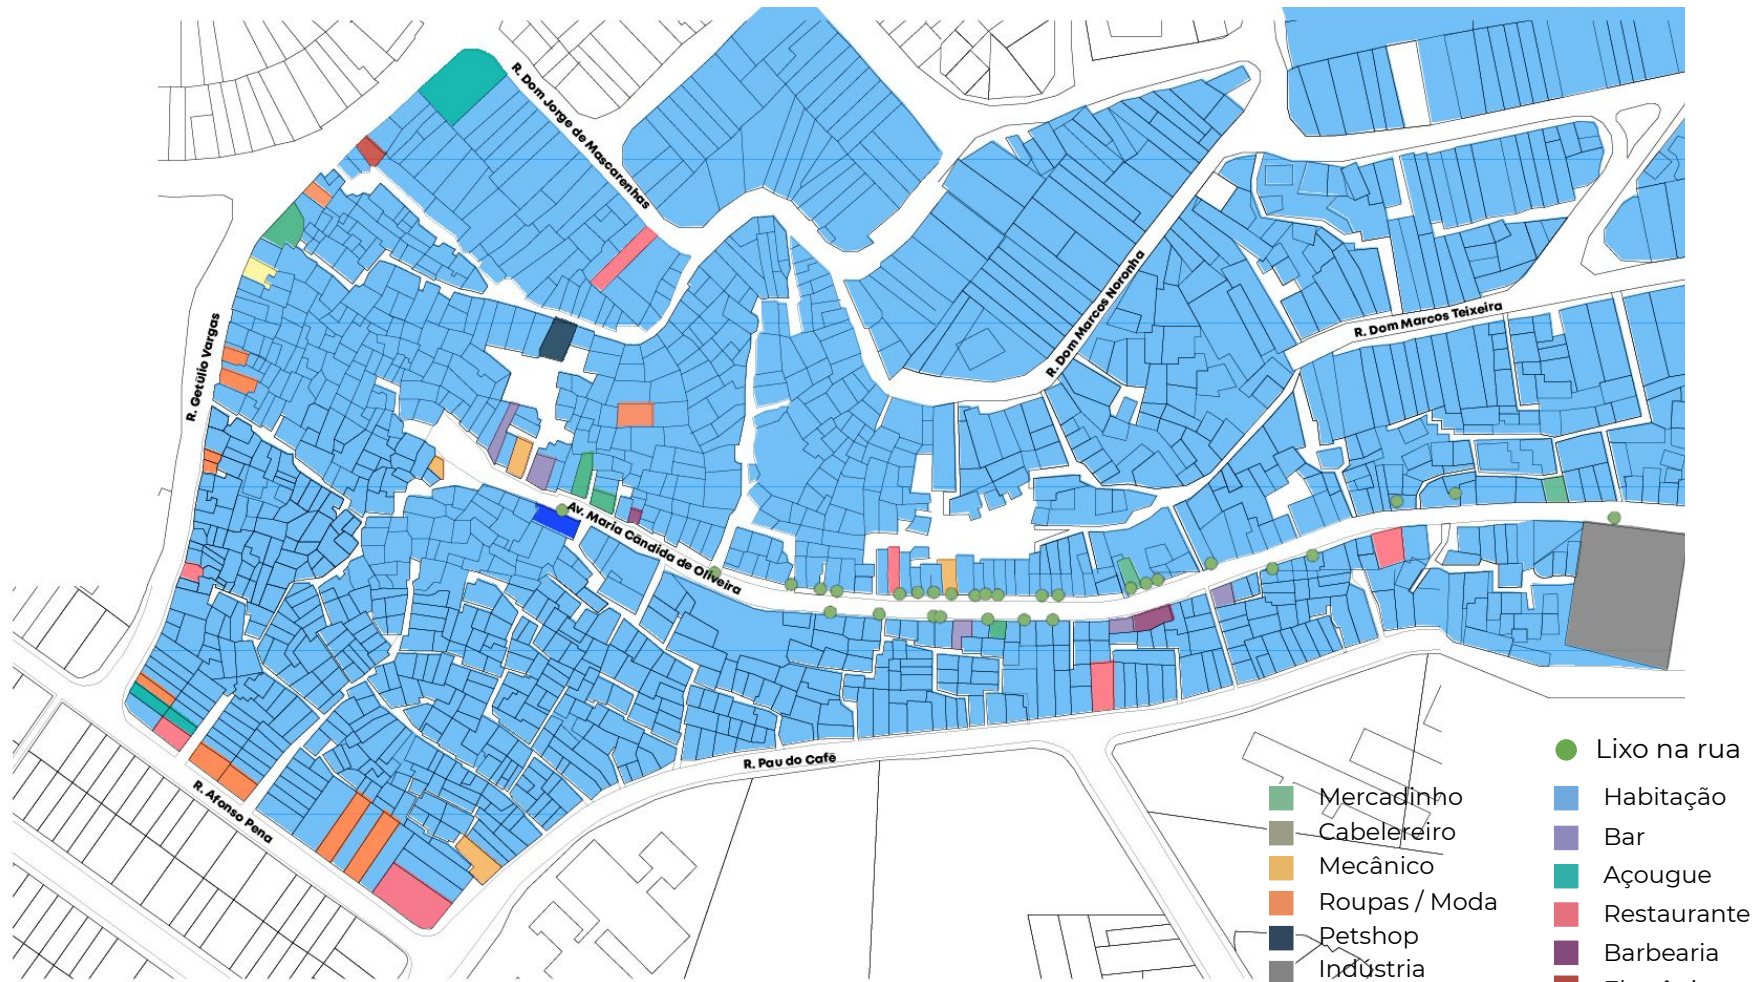 R. Dom Jorge de Mascarenhas
R. Dom Marcos Noronha
R. Dom Marcos Teixeira
R. Getúlio Vargas
Av. Maria Cândida de Oliveira
R. Pau do Café
R. Afonso Pena
Lixo na rua
Mercadinho
Habitação
Cabelereiro
Bar
Mecânico
Açougue
Roupas / Moda
Restaurante
Petshop
Barbearia
Indústria